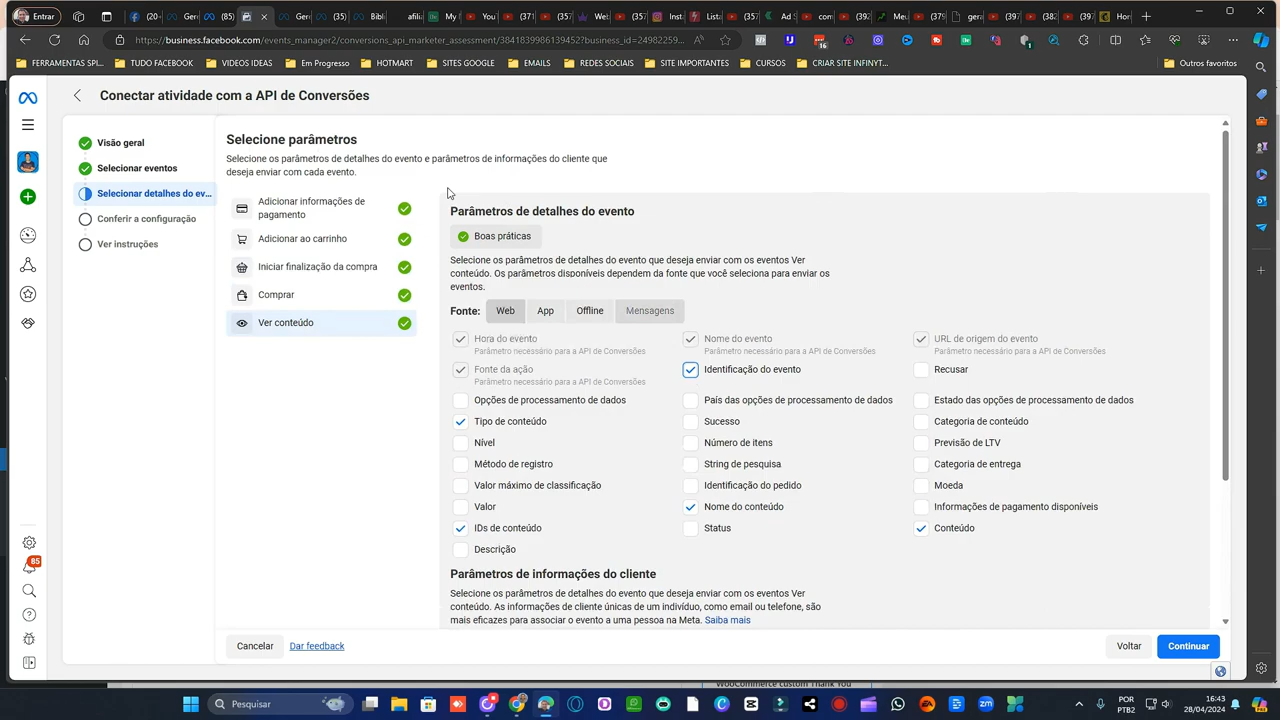 Entrar
https://business.facebook.com/events_manager2/conversions_api_marketer_assessment/384183998613945​2?business_id=24982259...
FERRAMENTAS SPI...
TUDO FACEBOOK
VIDEOS IDEAS
Em Progresso
HOTMART
SITES GOOGLE
EMAILS
REDES SOCIAIS
SITE IMPORTANTES
CURSOS
CRIAR SITE INFINYT...
Outros favoritos
Conectar atividade com a API de Conversões
Visão geral
Selecionar eventos
Selecionar detalhes do ev...
Conferir a configuração
Ver instruções
Selecione parâmetros
Selecione os parâmetros de detalhes do evento e parâmetros de informações do cliente que
deseja enviar com cada evento.
Adicionar informações de
pagamento
Adicionar ao carrinho
Iniciar finalização da compra
Comprar
Ver conteúdo
Parâmetros de detalhes do evento
Boas práticas
Selecione os parâmetros de detalhes do evento que deseja enviar com os eventos Ver
conteúdo. Os parâmetros disponíveis dependem da fonte que você seleciona para enviar os
eventos.
Fonte: Web App Offline Mensagens
Hora do evento Nome do evento URL de origem do evento
Parâmetro necessário para a API de Conversões Parâmetro necessário para a API de Conversões Parâmetro necessário para a API de Conversões
Fonte da ação Identificação do evento Recusar
Parâmetro necessário para a API de Conversões
Opções de processamento de dados País das opções de processamento de dados Estado das opções de processamento de dados
Tipo de conteúdo Sucesso Categoria de conteúdo
Nível Número de itens Previsão de LTV
Método de registro String de pesquisa Categoria de entrega
Valor máximo de classificação Identificação do pedido Moeda
Valor Nome do conteúdo Informações de pagamento disponíveis
IDs de conteúdo Status Conteúdo
Descrição
Parâmetros de informações do cliente
Selecione os parâmetros de detalhes do evento que deseja enviar com os eventos Ver
conteúdo. As informações de cliente únicas de um indivíduo, como email ou telefone, são
mais eficazes para associar o evento a uma pessoa na Meta. Saiba mais
Cancelar Dar feedback Voltar Continuar
85
16
1
WooCommerce custom Thank You
Pesquisar
POR
PTB2
16:43
28/04/2024